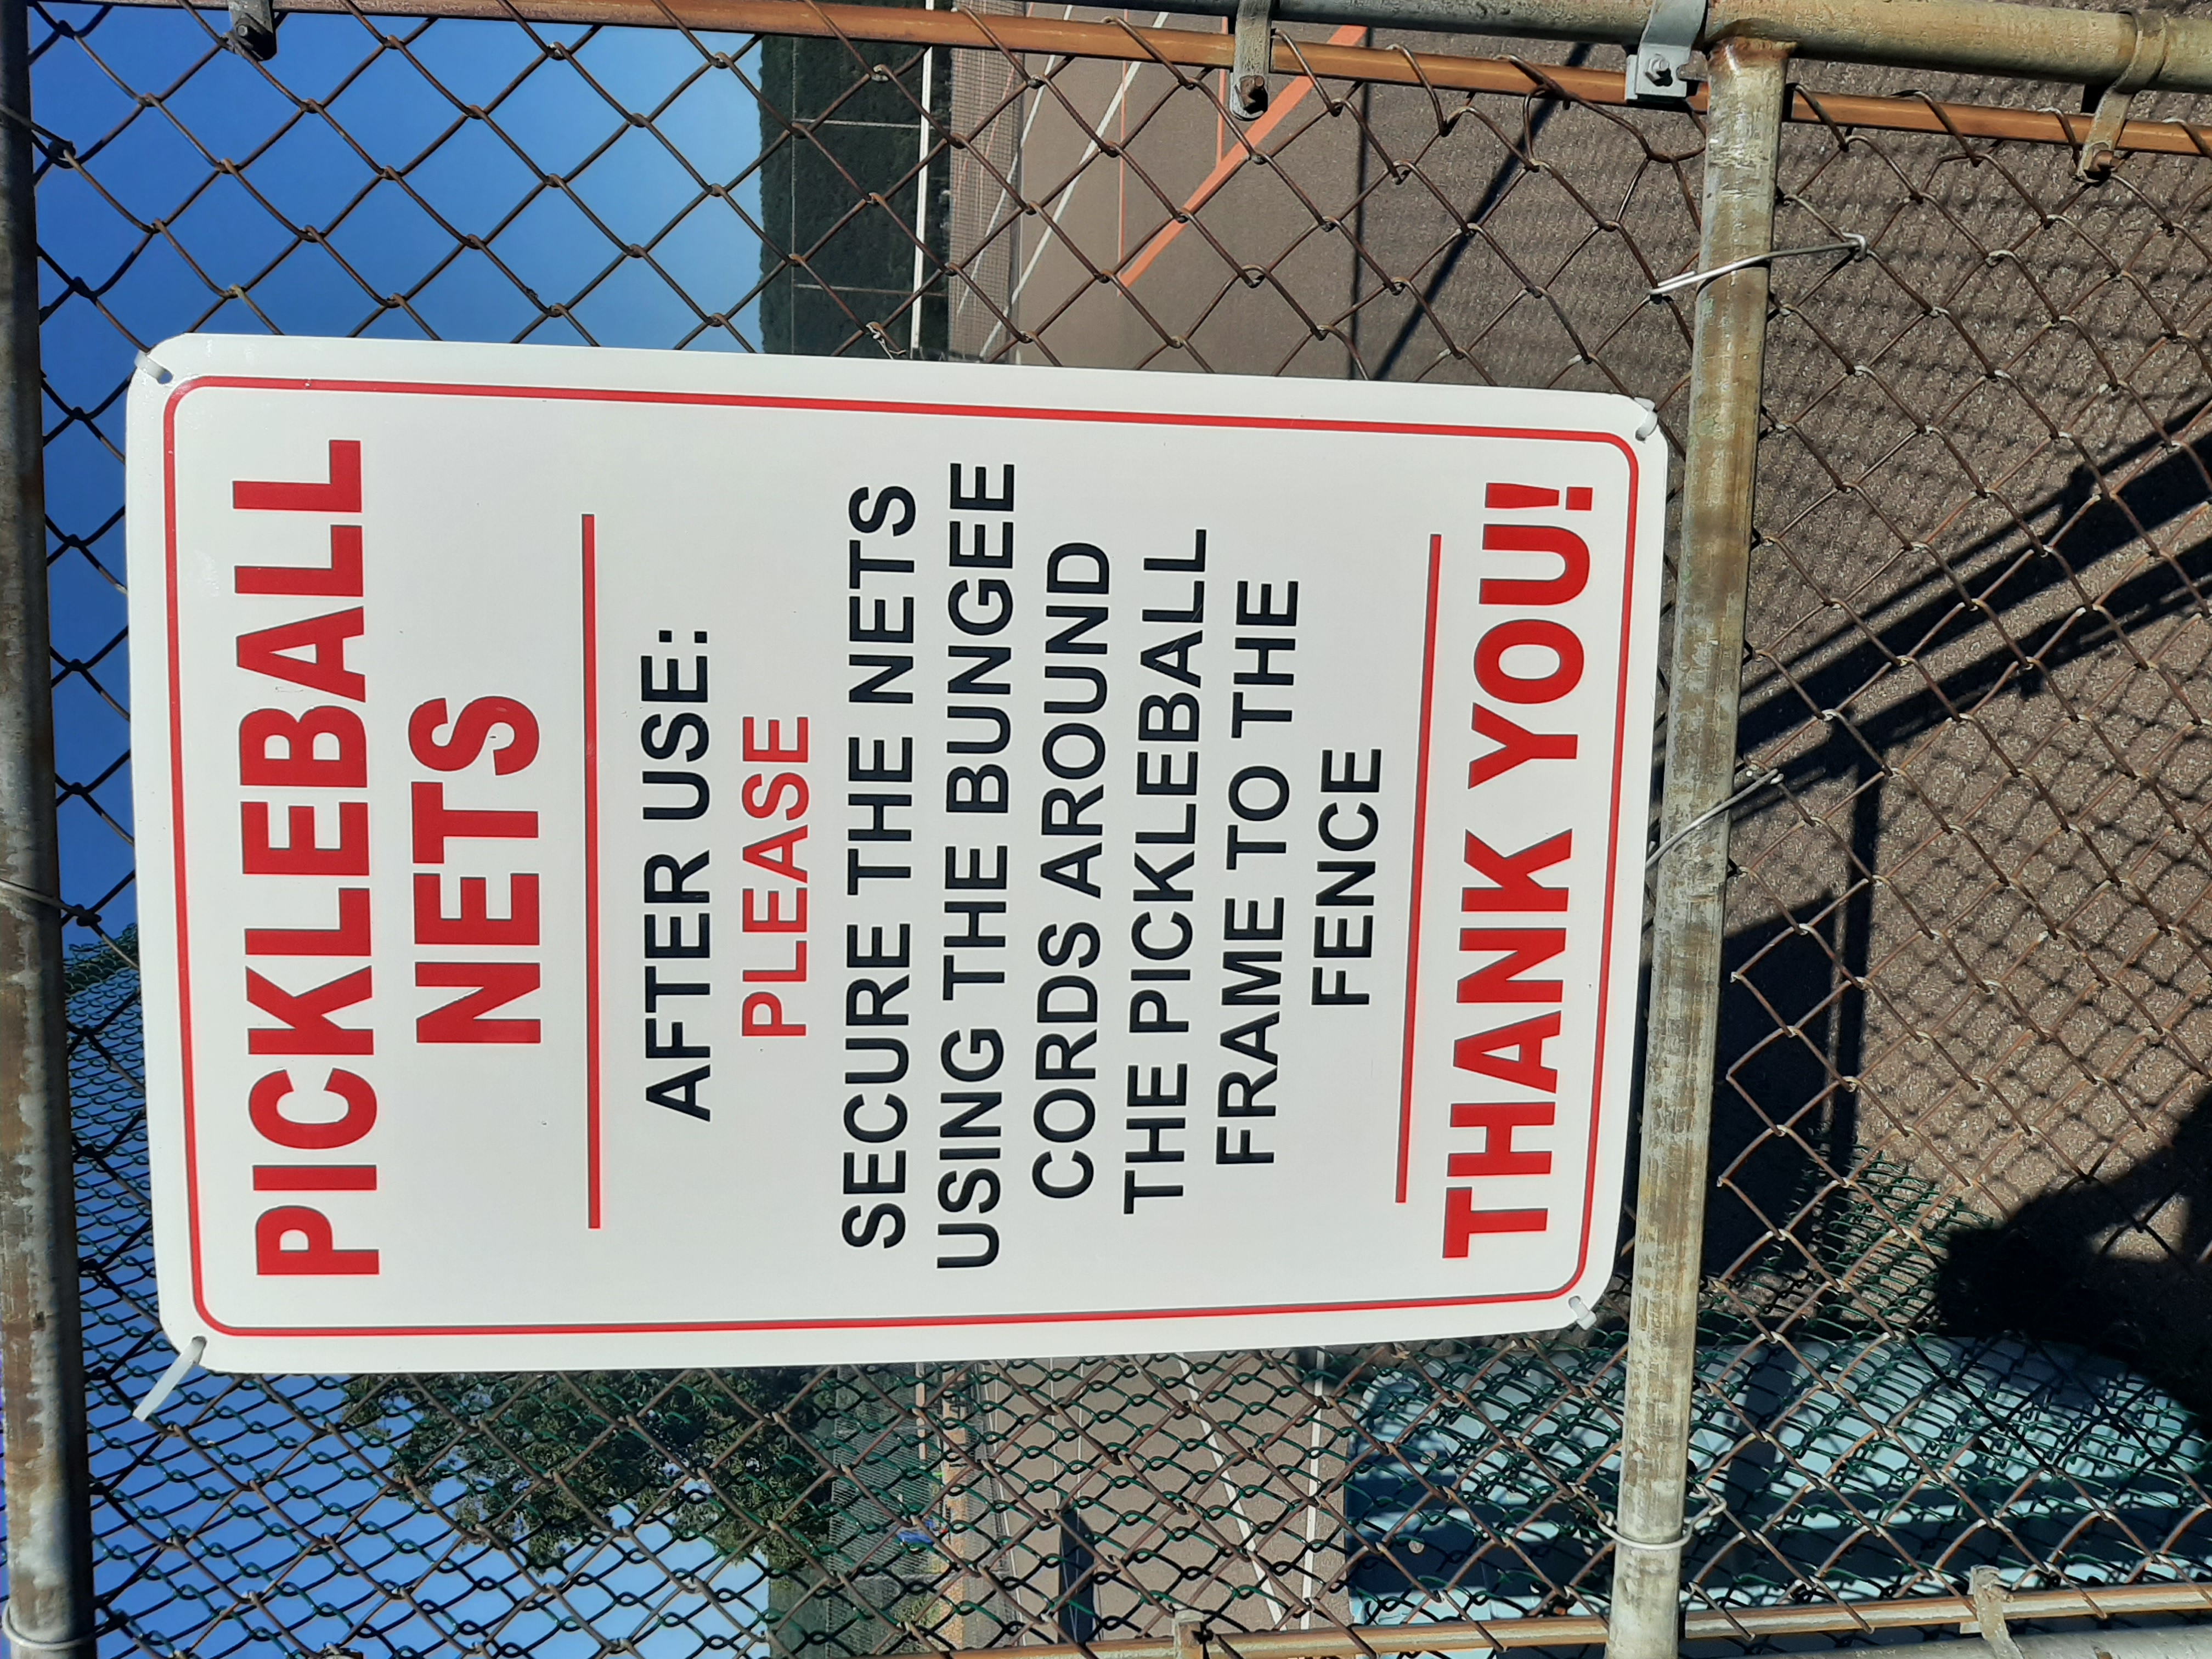 PICKLEBALL
NETS
AFTER USE:
PLEASE
SECURE THE NETS
USING THE BUNGEE
CORDS AROUND
THE PICKLEBALL
FRAME TO THE
FENCE
THANK YOU!